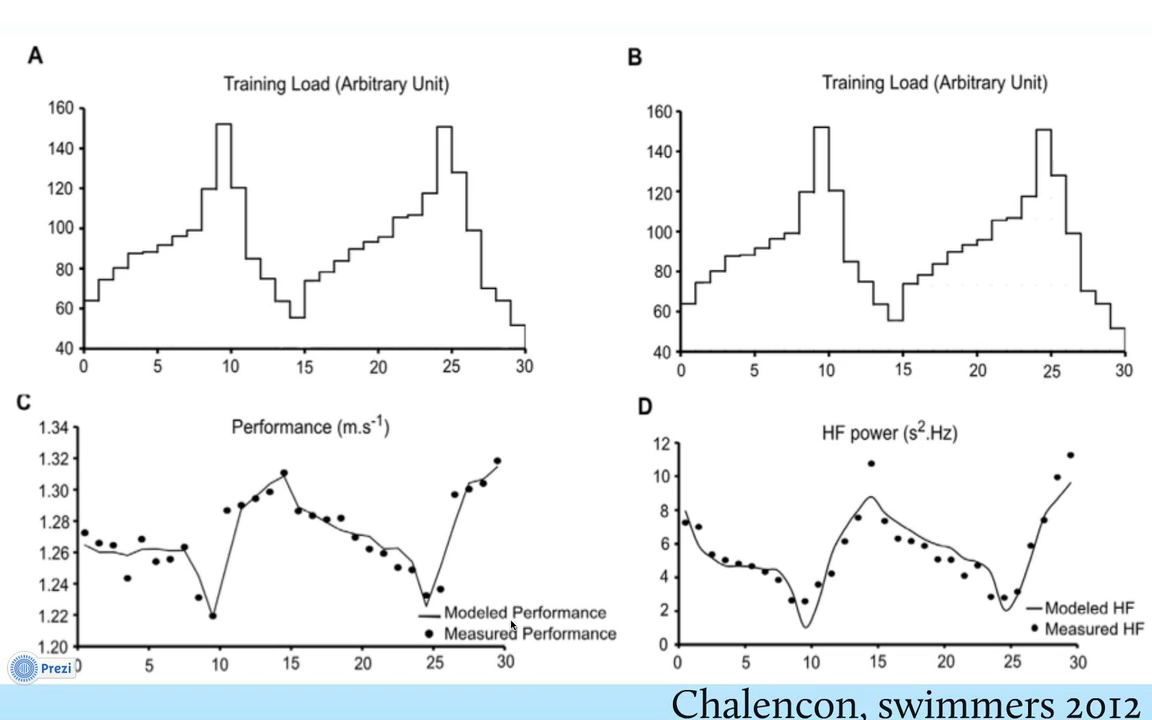 A
Training Load (Arbitrary Unit)
160
140
120
100
80
60
40
0 5 10 15 20 25 30
B
Training Load (Arbitrary Unit)
160
140
120
100
80
60
40
0 5 10 15 20 25 30
C
Performance (m.s-1)
1.34
1.32
1.30
1.28
1.26
1.24
1.22
1.20
Modeled Performance
Measured Performance
0 5 10 15 20 25 30
D
HF power (s2.Hz)
12
10
8
6
4
2
0
Modeled HF
Measured HF
0 5 10 15 20 25 30
Prezi
Chalencon, swimmers 2012